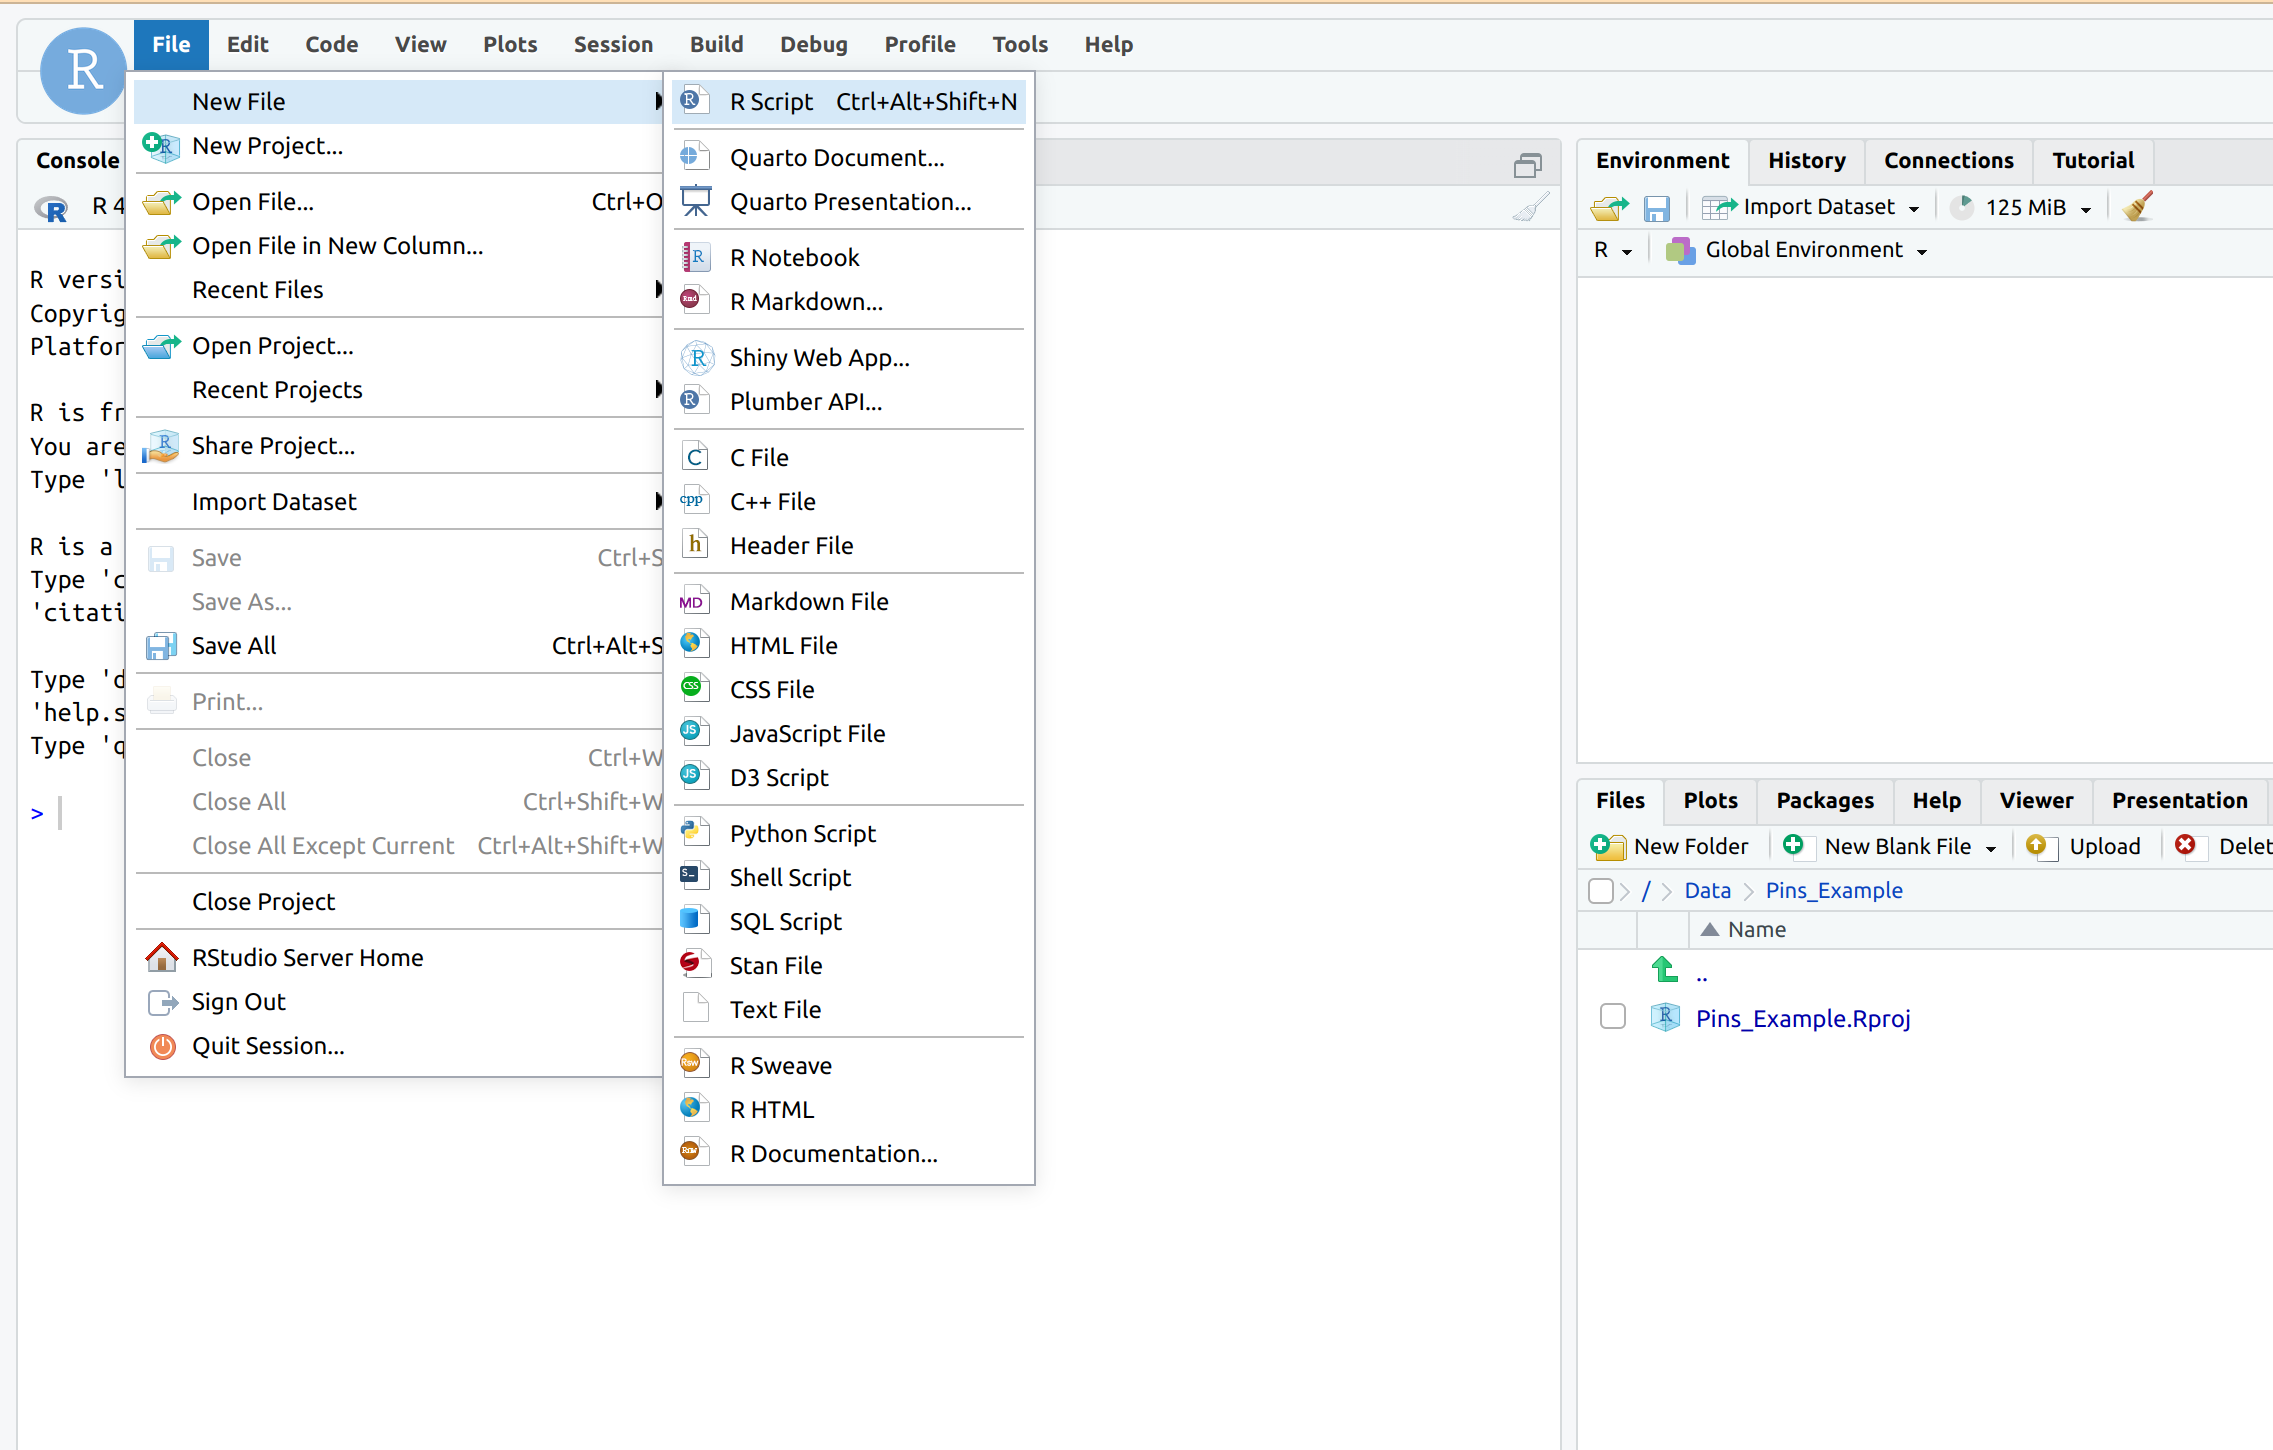 R
File Edit Code View Plots Session Build Debug Profile Tools Help
New File
New Project...
Open File... Ctrl+O
Open File in New Column...
Recent Files
Open Project...
Recent Projects
Share Project...
Import Dataset
Save Ctrl+S
Save As...
Save All Ctrl+Alt+S
Print...
Close Ctrl+W
Close All Ctrl+Shift+W
Close All Except Current Ctrl+Alt+Shift+W
Close Project
RStudio Server Home
Sign Out
Quit Session...
R Script Ctrl+Alt+Shift+N
Quarto Document...
Quarto Presentation...
R Notebook
R Markdown...
Shiny Web App...
Plumber API...
C File
C++ File
Header File
Markdown File
HTML File
CSS File
JavaScript File
D3 Script
Python Script
Shell Script
SQL Script
Stan File
Text File
R Sweave
R HTML
R Documentation...
Console
R 4
R versi
Copyrig
Platfor
R is fr
You are
Type 'l
R is a
Type 'c
'citati
Type 'd
'help.s
Type 'q
>
Environment History Connections Tutorial
Import Dataset 125 MiB
R Global Environment
Files Plots Packages Help Viewer Presentation
New Folder New Blank File Upload Delet
/ Data Pins_Example
Name
..
Pins_Example.Rproj